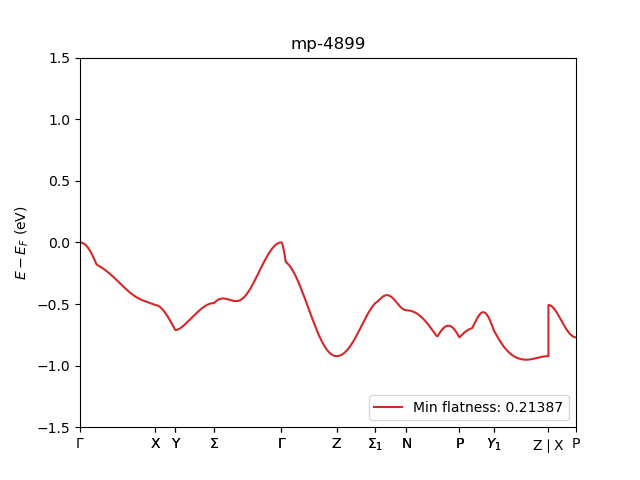 mp-4899
E − E_F (eV)
1.5
1.0
0.5
0.0
−0.5
−1.0
−1.5
Min flatness: 0.21387
Γ X Y Σ Γ Z Σ₁ N P Y₁ Z | X P